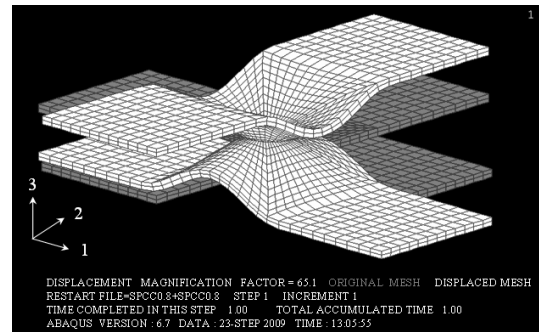 1
3
2
1
DISPLACEMENT MAGNIFICATION FACTOR = 65.1 ORIGINAL MESH DISPLACED MESH
RESTART FILE=SPCC0.8+SPCC0.8 STEP 1 INCREMENT 1
TIME COMPLETED IN THIS STEP 1.00 TOTAL ACCUMULATED TIME 1.00
ABAQUS VERSION : 6.7 DATA : 23-STEP 2009 TIME : 13:05:55